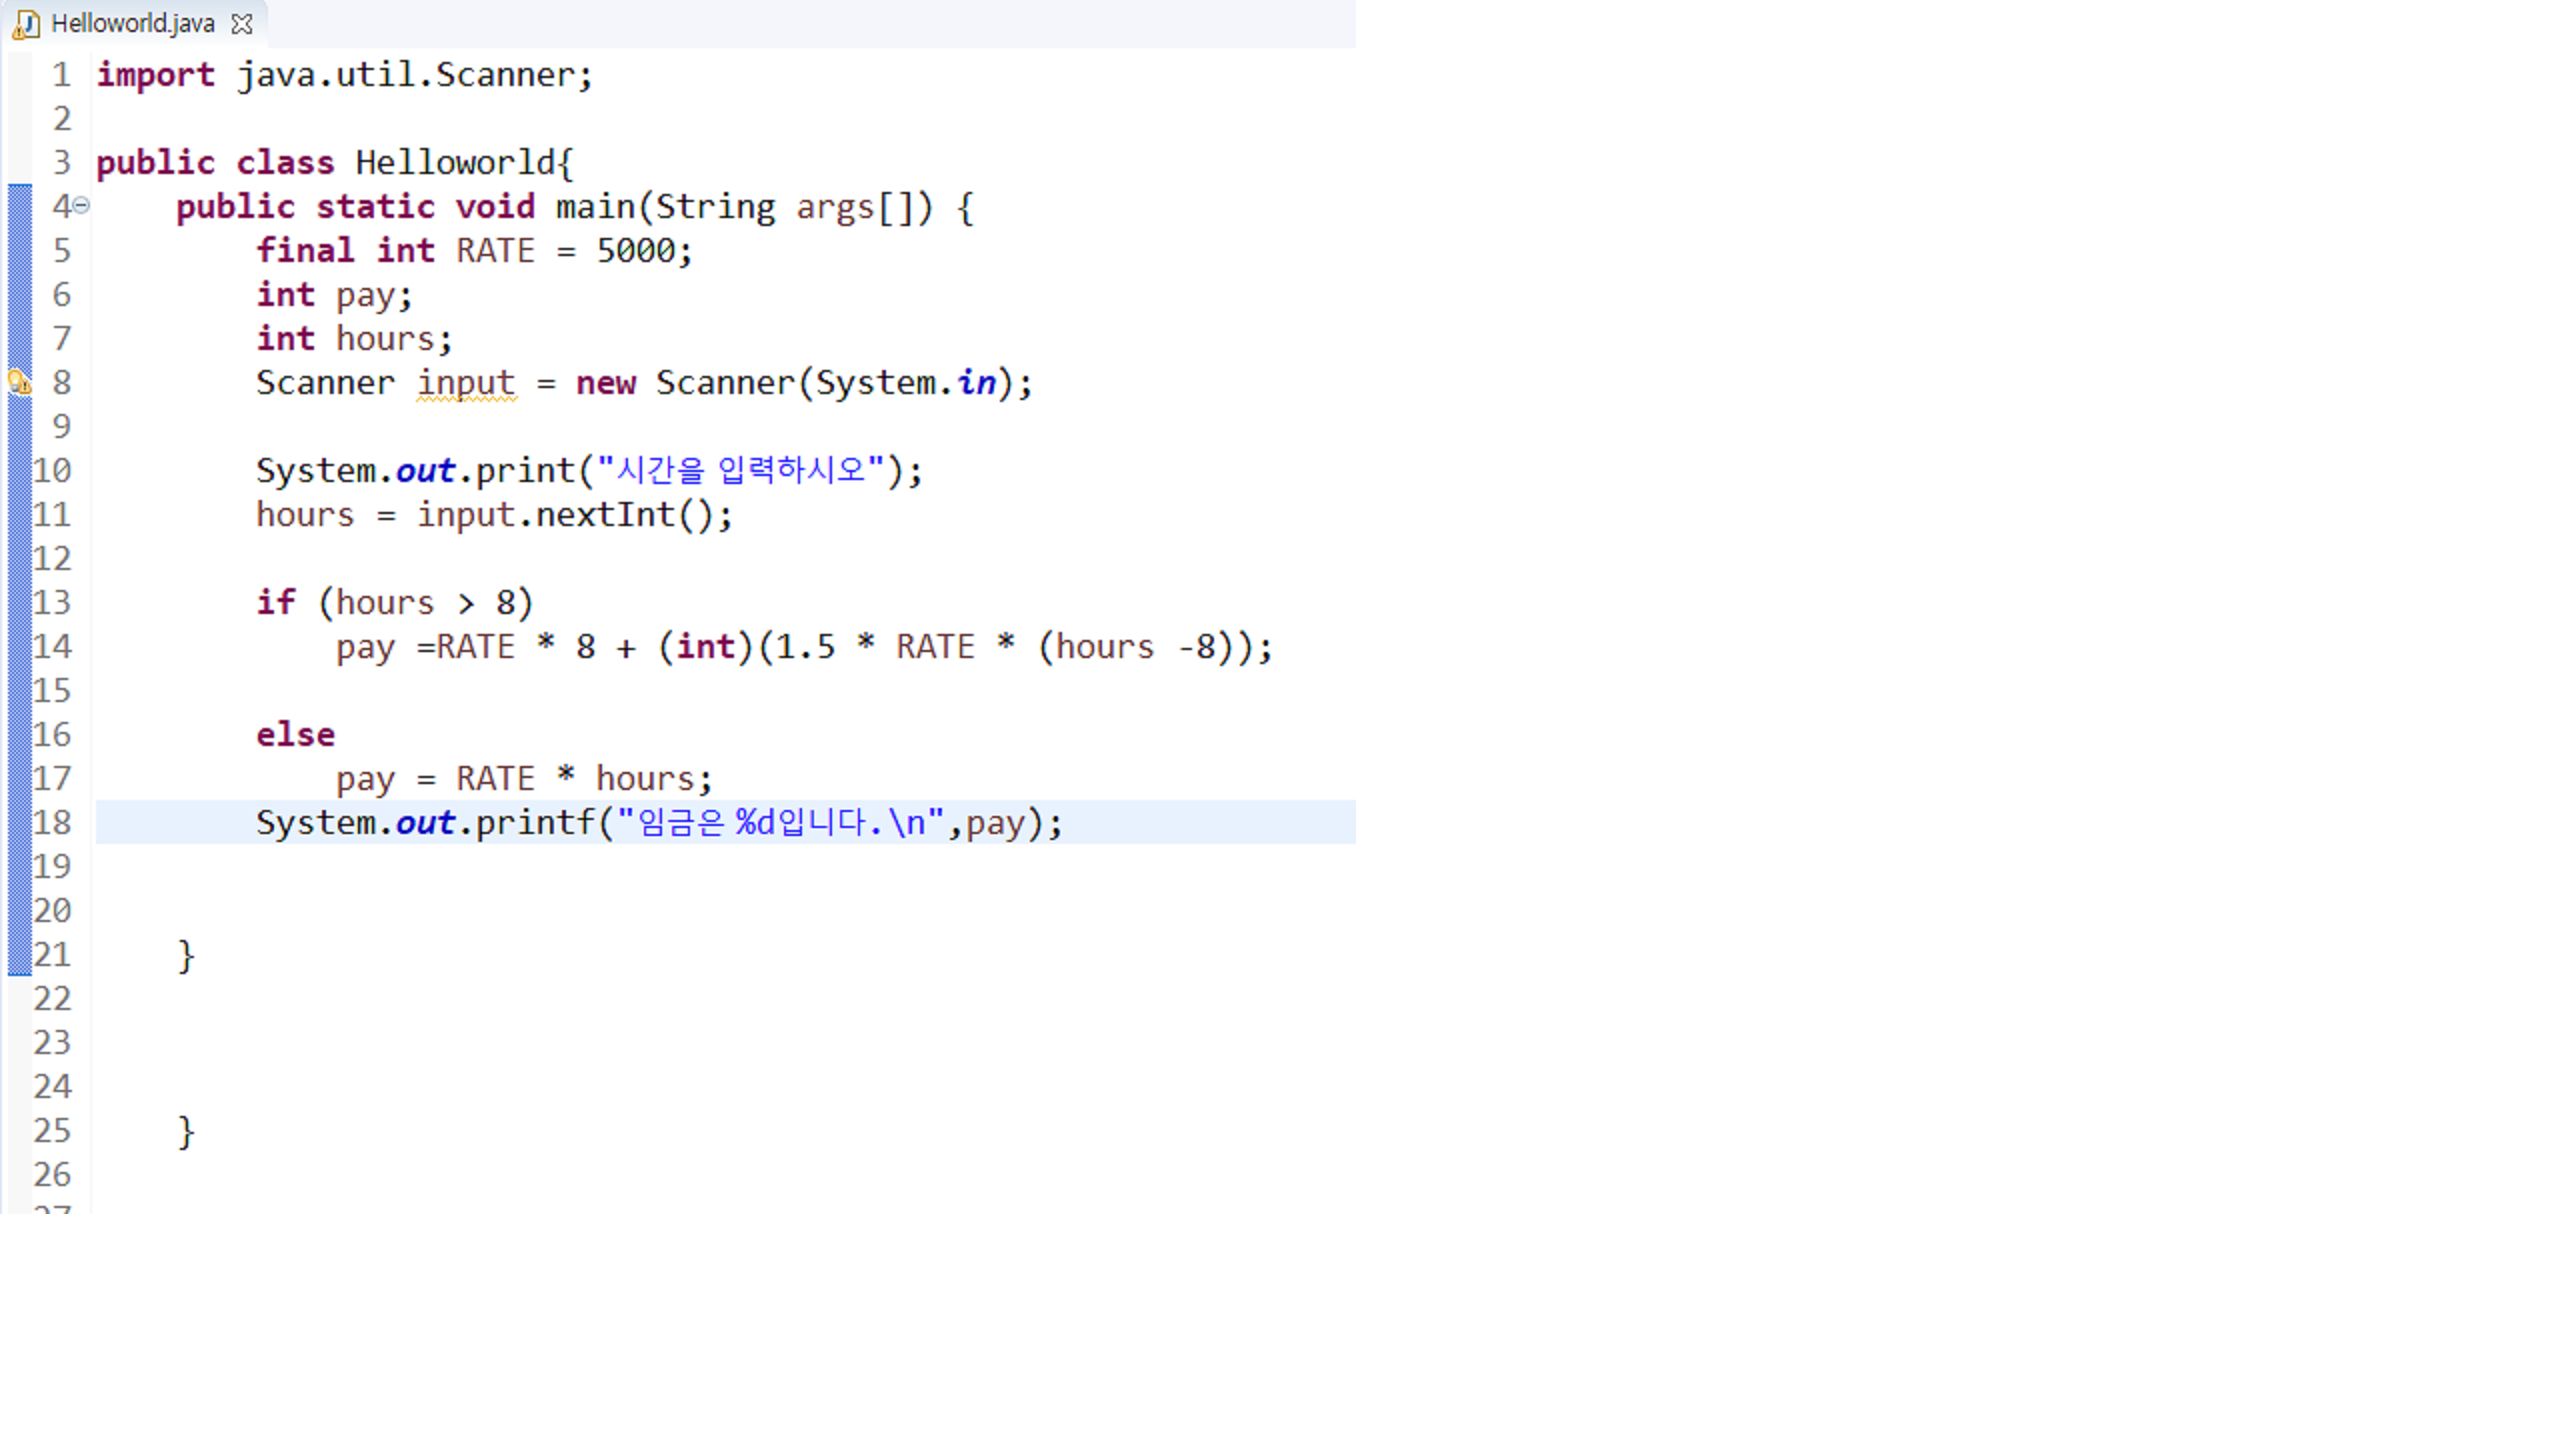 Helloworld.java
1 import java.util.Scanner;
2
3 public class Helloworld{
4 public static void main(String args[]) {
5 final int RATE = 5000;
6 int pay;
7 int hours;
8 Scanner input = new Scanner(System.in);
9
10 System.out.print("시간을 입력하시오");
11 hours = input.nextInt();
12
13 if (hours > 8)
14 pay =RATE * 8 + (int)(1.5 * RATE * (hours -8));
15
16 else
17 pay = RATE * hours;
18 System.out.printf("임금은 %d입니다.\n",pay);
19
20
21 }
22
23
24
25 }
26
27